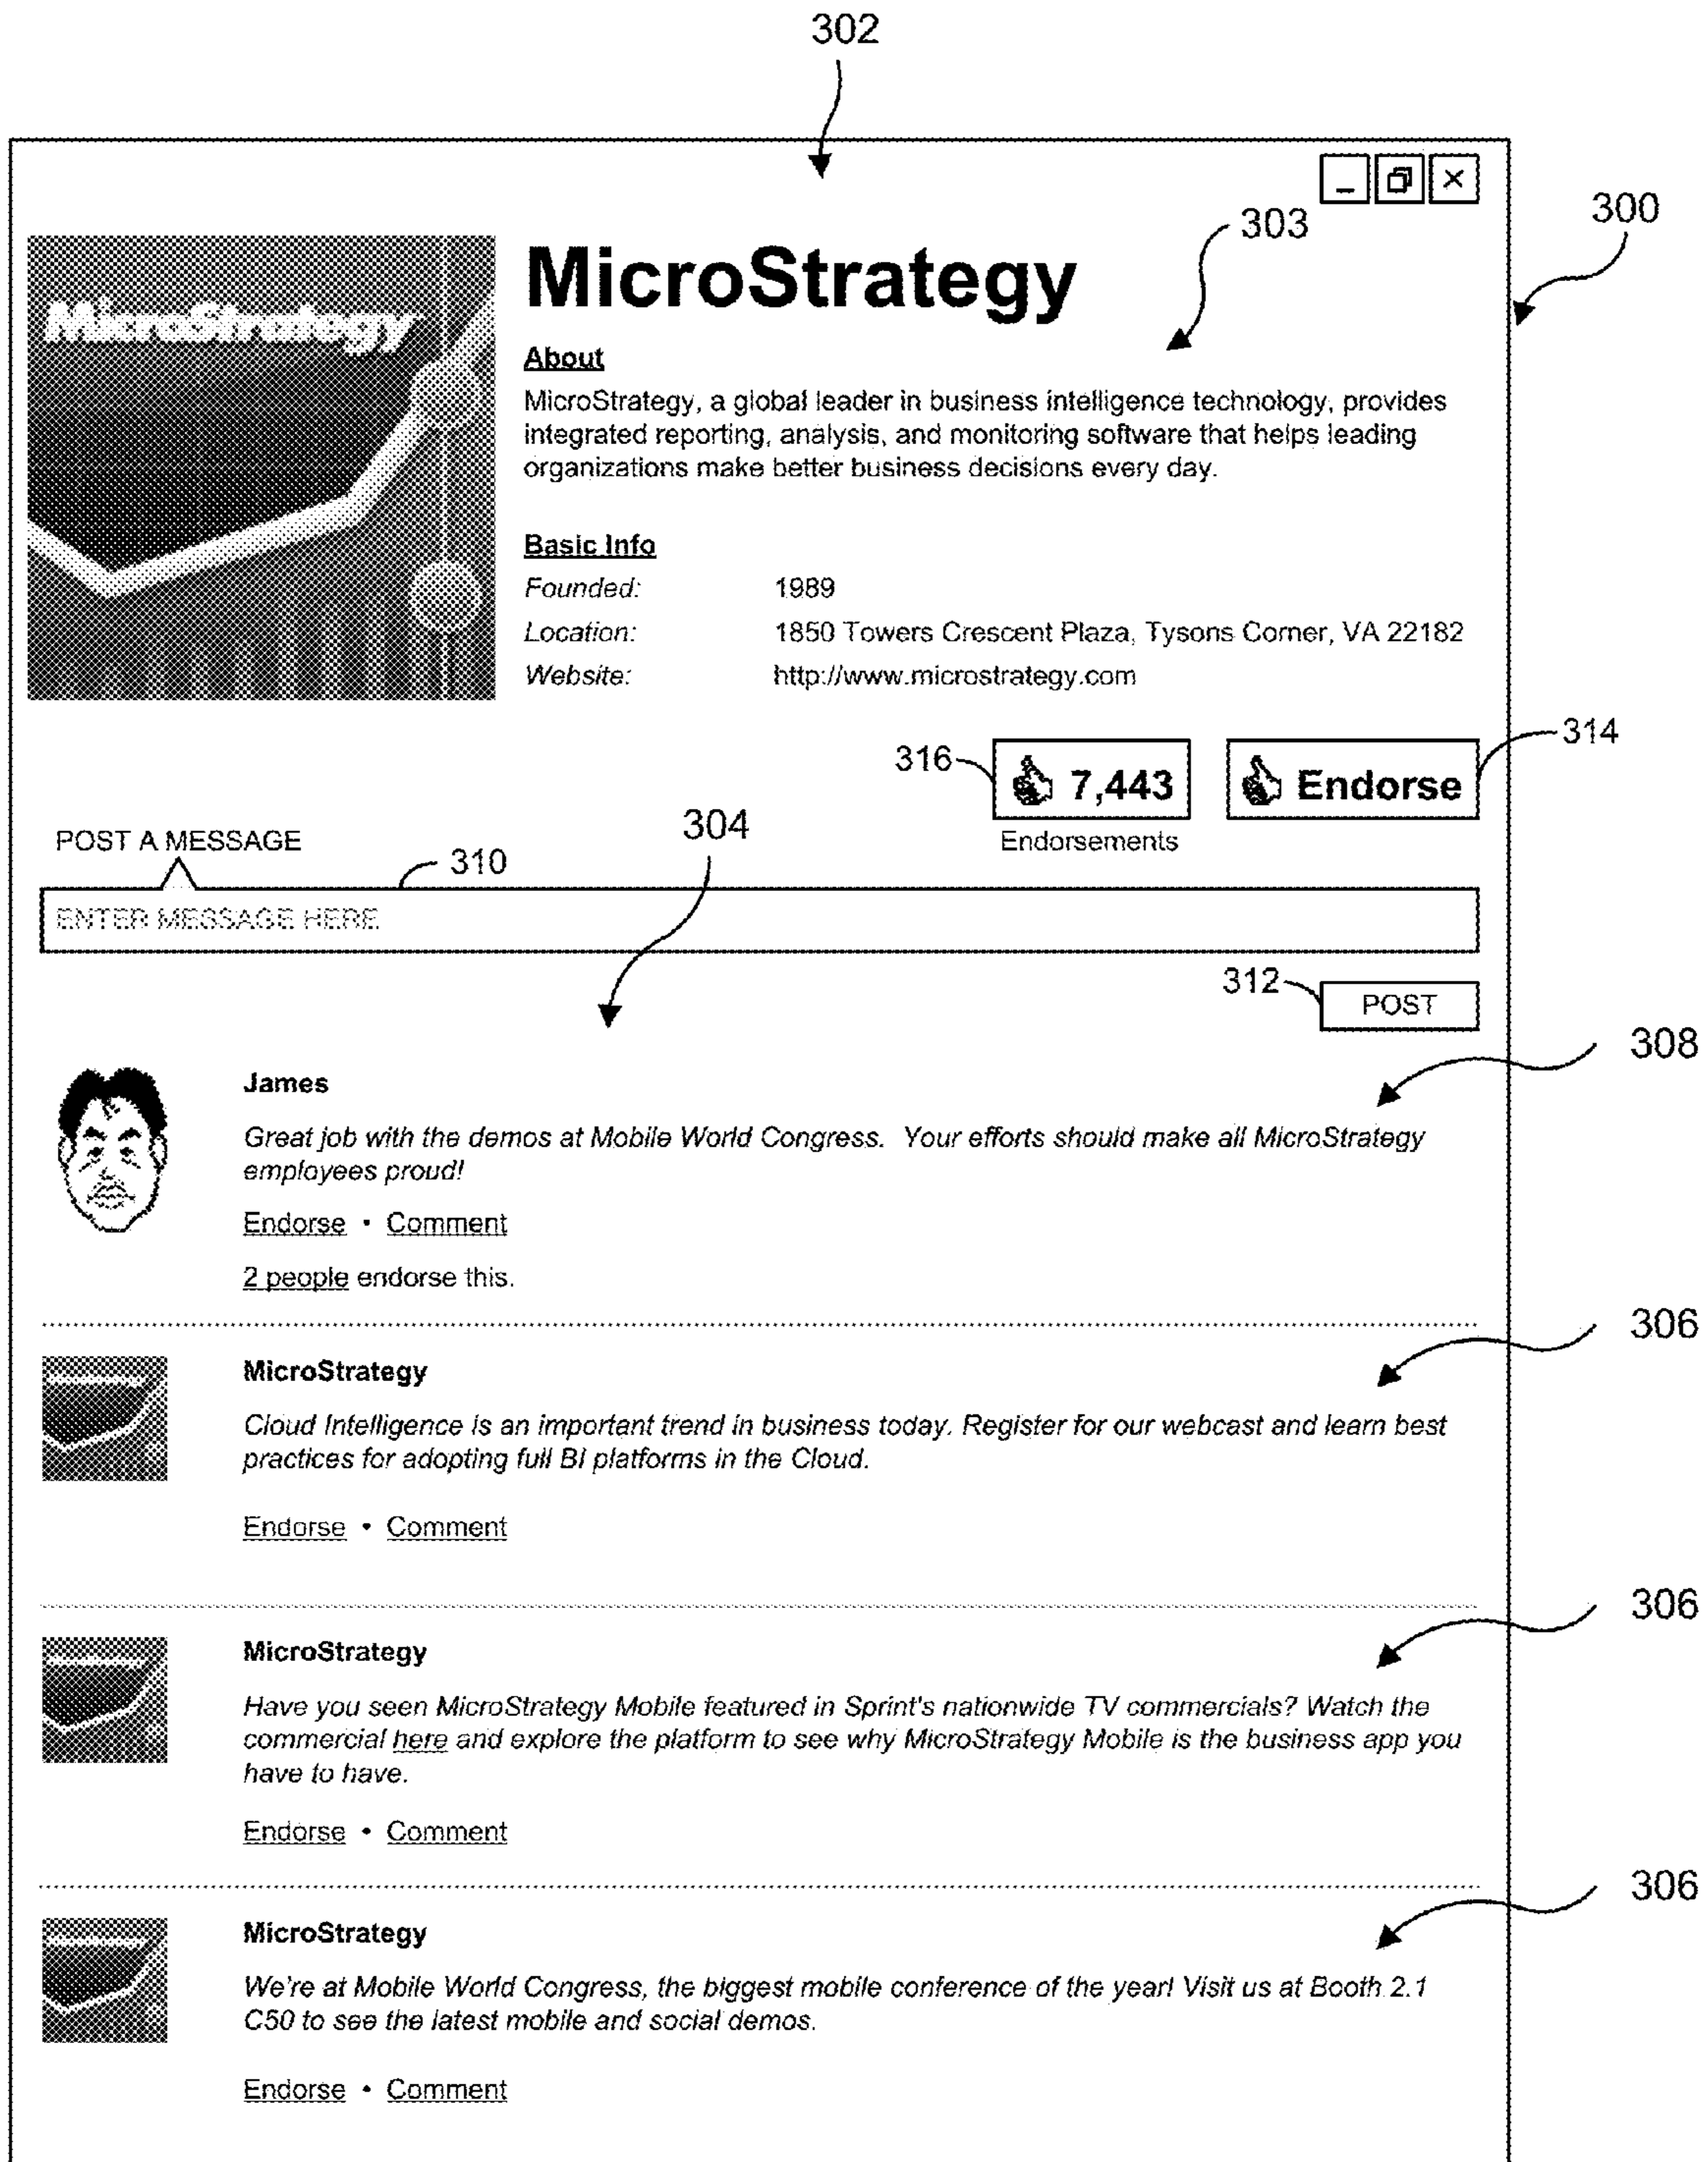 302
300
303
MicroStrategy
MicroStrategy
About
MicroStrategy, a global leader in business intelligence technology, provides
integrated reporting, analysis, and monitoring software that helps leading
organizations make better business decisions every day.
Basic Info
Founded: 1989
Location: 1850 Towers Crescent Plaza, Tysons Corner, VA 22182
Website: http://www.microstrategy.com
316
7,443
Endorse
314
Endorsements
304
POST A MESSAGE
310
ENTER MESSAGE HERE
312
POST
308
James
Great job with the demos at Mobile World Congress. Your efforts should make all MicroStrategy
employees proud!
Endorse • Comment
2 people endorse this.
306
MicroStrategy
Cloud Intelligence is an important trend in business today. Register for our webcast and learn best
practices for adopting full BI platforms in the Cloud.
Endorse • Comment
306
MicroStrategy
Have you seen MicroStrategy Mobile featured in Sprint's nationwide TV commercials? Watch the
commercial here and explore the platform to see why MicroStrategy Mobile is the business app you
have to have.
Endorse • Comment
306
MicroStrategy
We're at Mobile World Congress, the biggest mobile conference of the year! Visit us at Booth 2.1
C50 to see the latest mobile and social demos.
Endorse • Comment